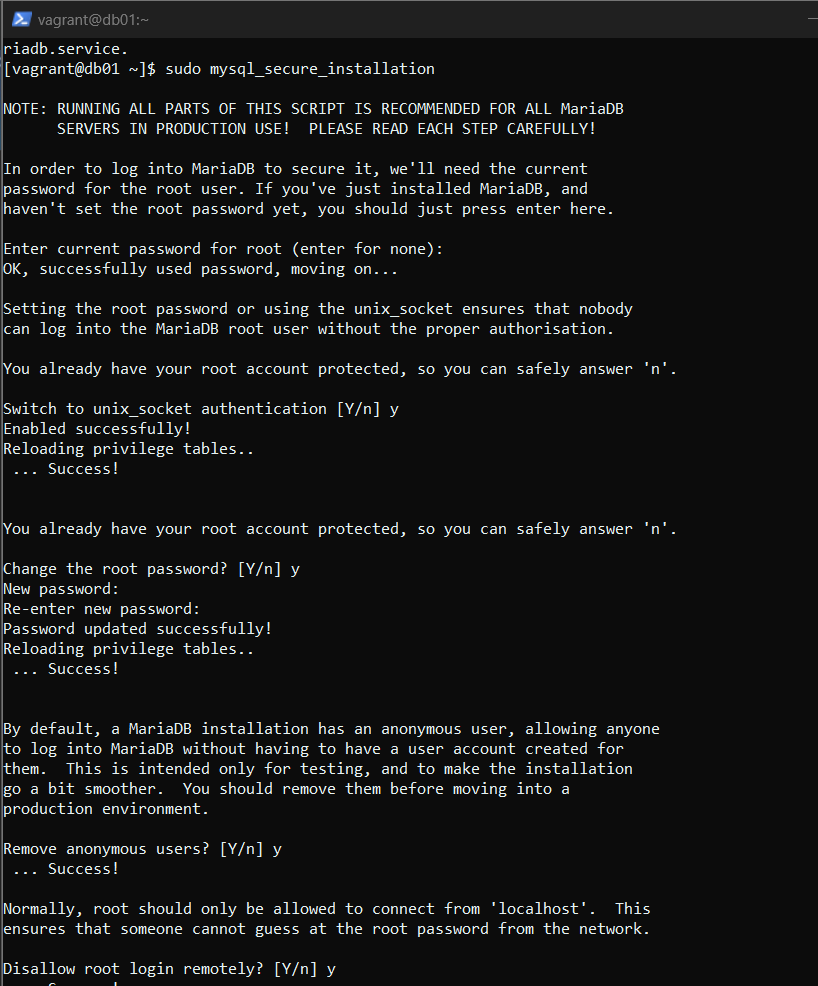 vagrant@db01:~
riadb.service.
[vagrant@db01 ~]$ sudo mysql_secure_installation
NOTE: RUNNING ALL PARTS OF THIS SCRIPT IS RECOMMENDED FOR ALL MariaDB
SERVERS IN PRODUCTION USE!  PLEASE READ EACH STEP CAREFULLY!
In order to log into MariaDB to secure it, we'll need the current
password for the root user. If you've just installed MariaDB, and
haven't set the root password yet, you should just press enter here.
Enter current password for root (enter for none):
OK, successfully used password, moving on...
Setting the root password or using the unix_socket ensures that nobody
can log into the MariaDB root user without the proper authorisation.
You already have your root account protected, so you can safely answer 'n'.
Switch to unix_socket authentication [Y/n] y
Enabled successfully!
Reloading privilege tables..
... Success!
You already have your root account protected, so you can safely answer 'n'.
Change the root password? [Y/n] y
New password:
Re-enter new password:
Password updated successfully!
Reloading privilege tables..
... Success!
By default, a MariaDB installation has an anonymous user, allowing anyone
to log into MariaDB without having to have a user account created for
them.  This is intended only for testing, and to make the installation
go a bit smoother.  You should remove them before moving into a
production environment.
Remove anonymous users? [Y/n] y
... Success!
Normally, root should only be allowed to connect from 'localhost'.  This
ensures that someone cannot guess at the root password from the network.
Disallow root login remotely? [Y/n] y